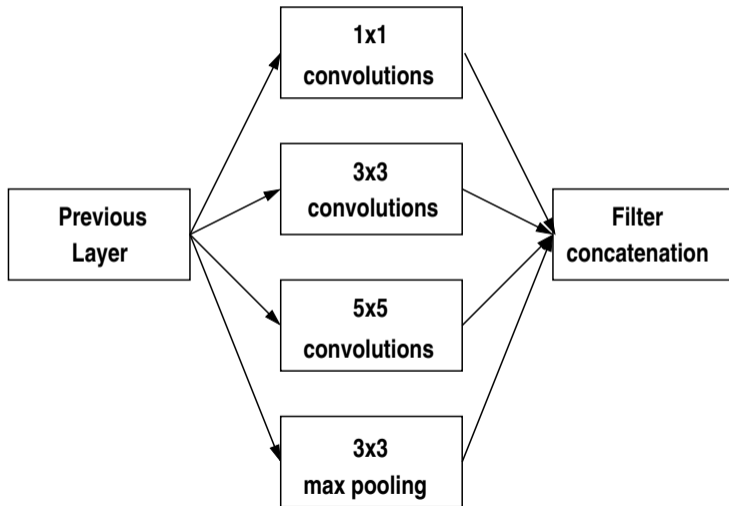 1x1
convolutions
3x3
convolutions
Previous
Layer
Filter
concatenation
5x5
convolutions
3x3
max pooling